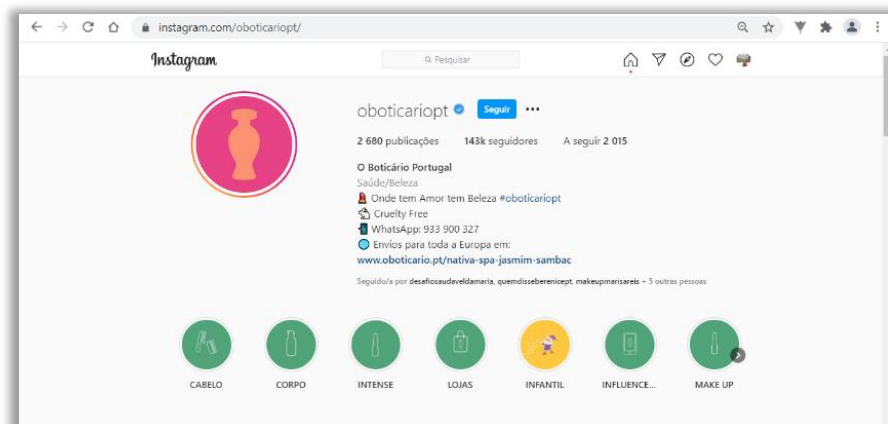 instagram.com/oboticariopt/
Instagram
Pesquisar
oboticariopt Seguir
2 680 publicações 143k seguidores A seguir 2 015
O Boticário Portugal
Saúde/Beleza
Onde tem Amor tem Beleza #oboticariopt
Cruelty Free
WhatsApp: 933 900 327
Envios para toda a Europa em:
www.oboticario.pt/nativa-spa-jasmim-sambac
Seguido/a por desafiosaudaveldamaria, quemdisseberenicept, makeupmarisareis + 5 outras pessoas
CABELO CORPO INTENSE LOJAS INFANTIL INFLUENCE... MAKE UP